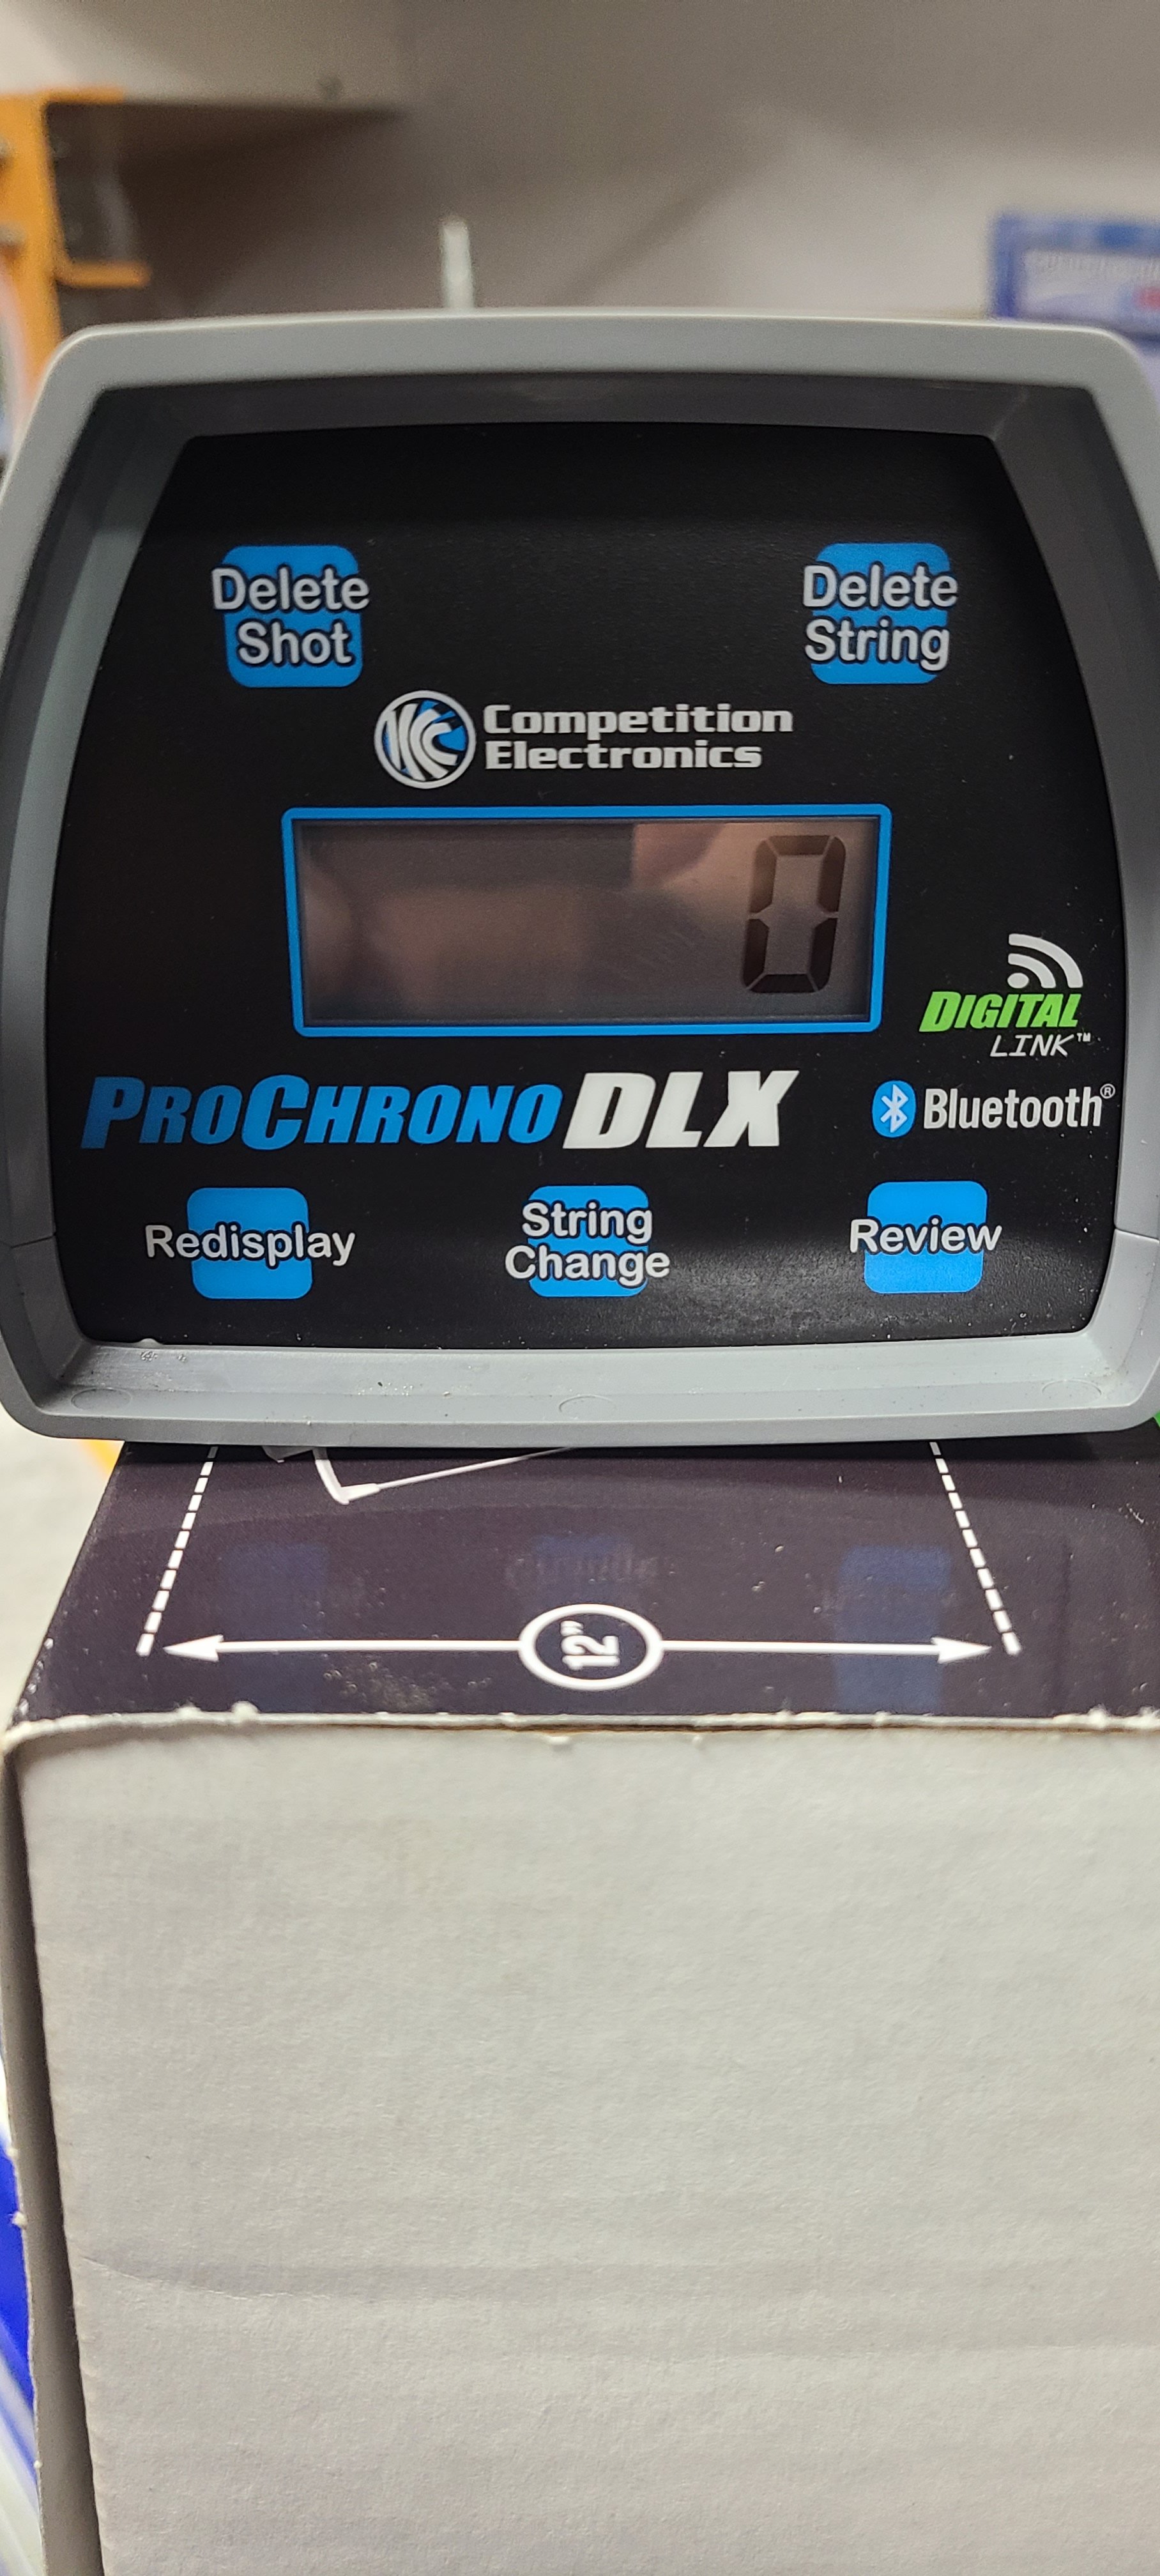 Delete
Shot
Delete
String
Competition
Electronics
0
DIGITAL
LINK™
PROCHRONO DLX
Bluetooth®
Redisplay
String
Change
Review
12"